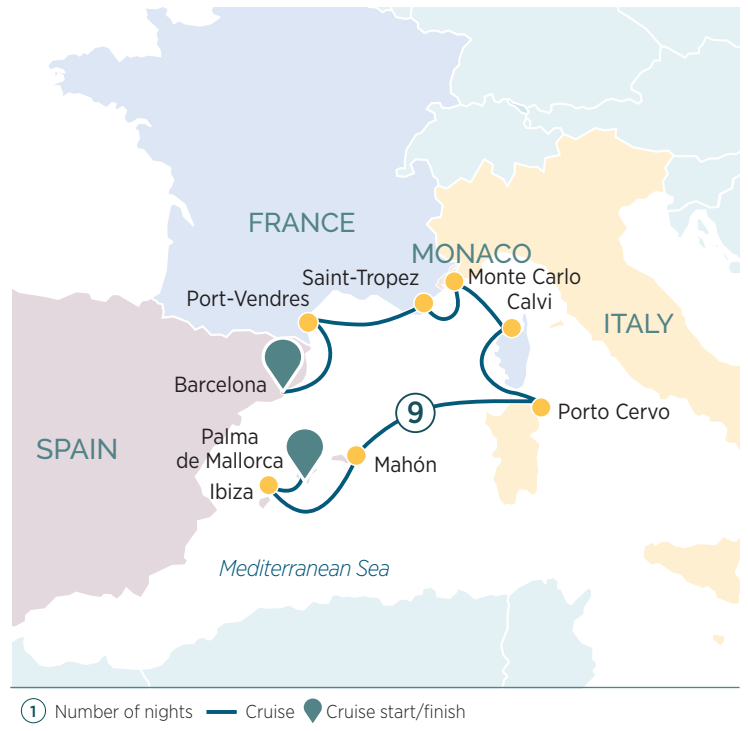 FRANCE
MONACO
Saint-Tropez
Monte Carlo
Port-Vendres
Calvi
ITALY
Barcelona
9
Porto Cervo
SPAIN
Palma
de Mallorca
Mahón
Ibiza
Mediterranean Sea
1 Number of nights Cruise Cruise start/finish